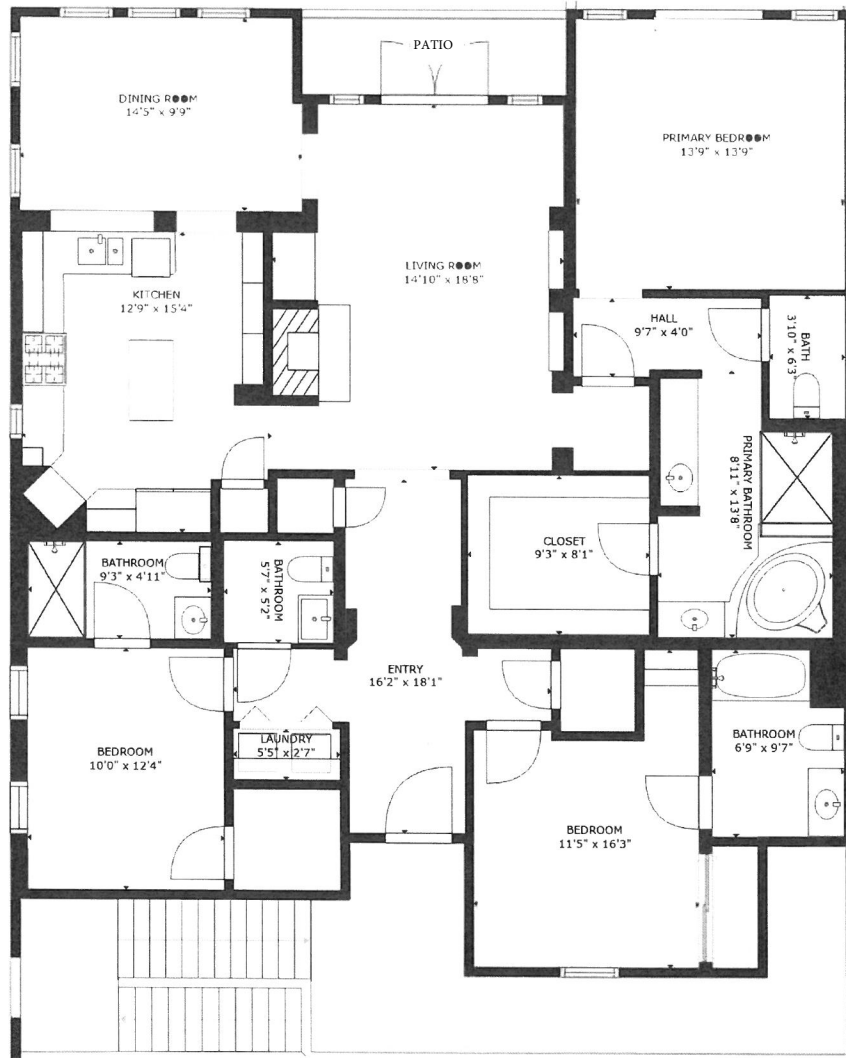 PATIO
DINING ROOM
14'5" x 9'9"
PRIMARY BEDROOM
13'9" x 13'9"
LIVING ROOM
14'10" x 18'8"
KITCHEN
12'9" x 15'4"
HALL
9'7" x 4'0"
BATH
3'10" x 6'3"
PRIMARY BATHROOM
8'11" x 13'8"
CLOSET
9'3" x 8'1"
BATHROOM
9'3" x 4'11"
BATHROOM
5'7" x 5'2"
ENTRY
16'2" x 18'1"
BEDROOM
10'0" x 12'4"
LAUNDRY
5'5" x 2'7"
BATHROOM
6'9" x 9'7"
BEDROOM
11'5" x 16'3"